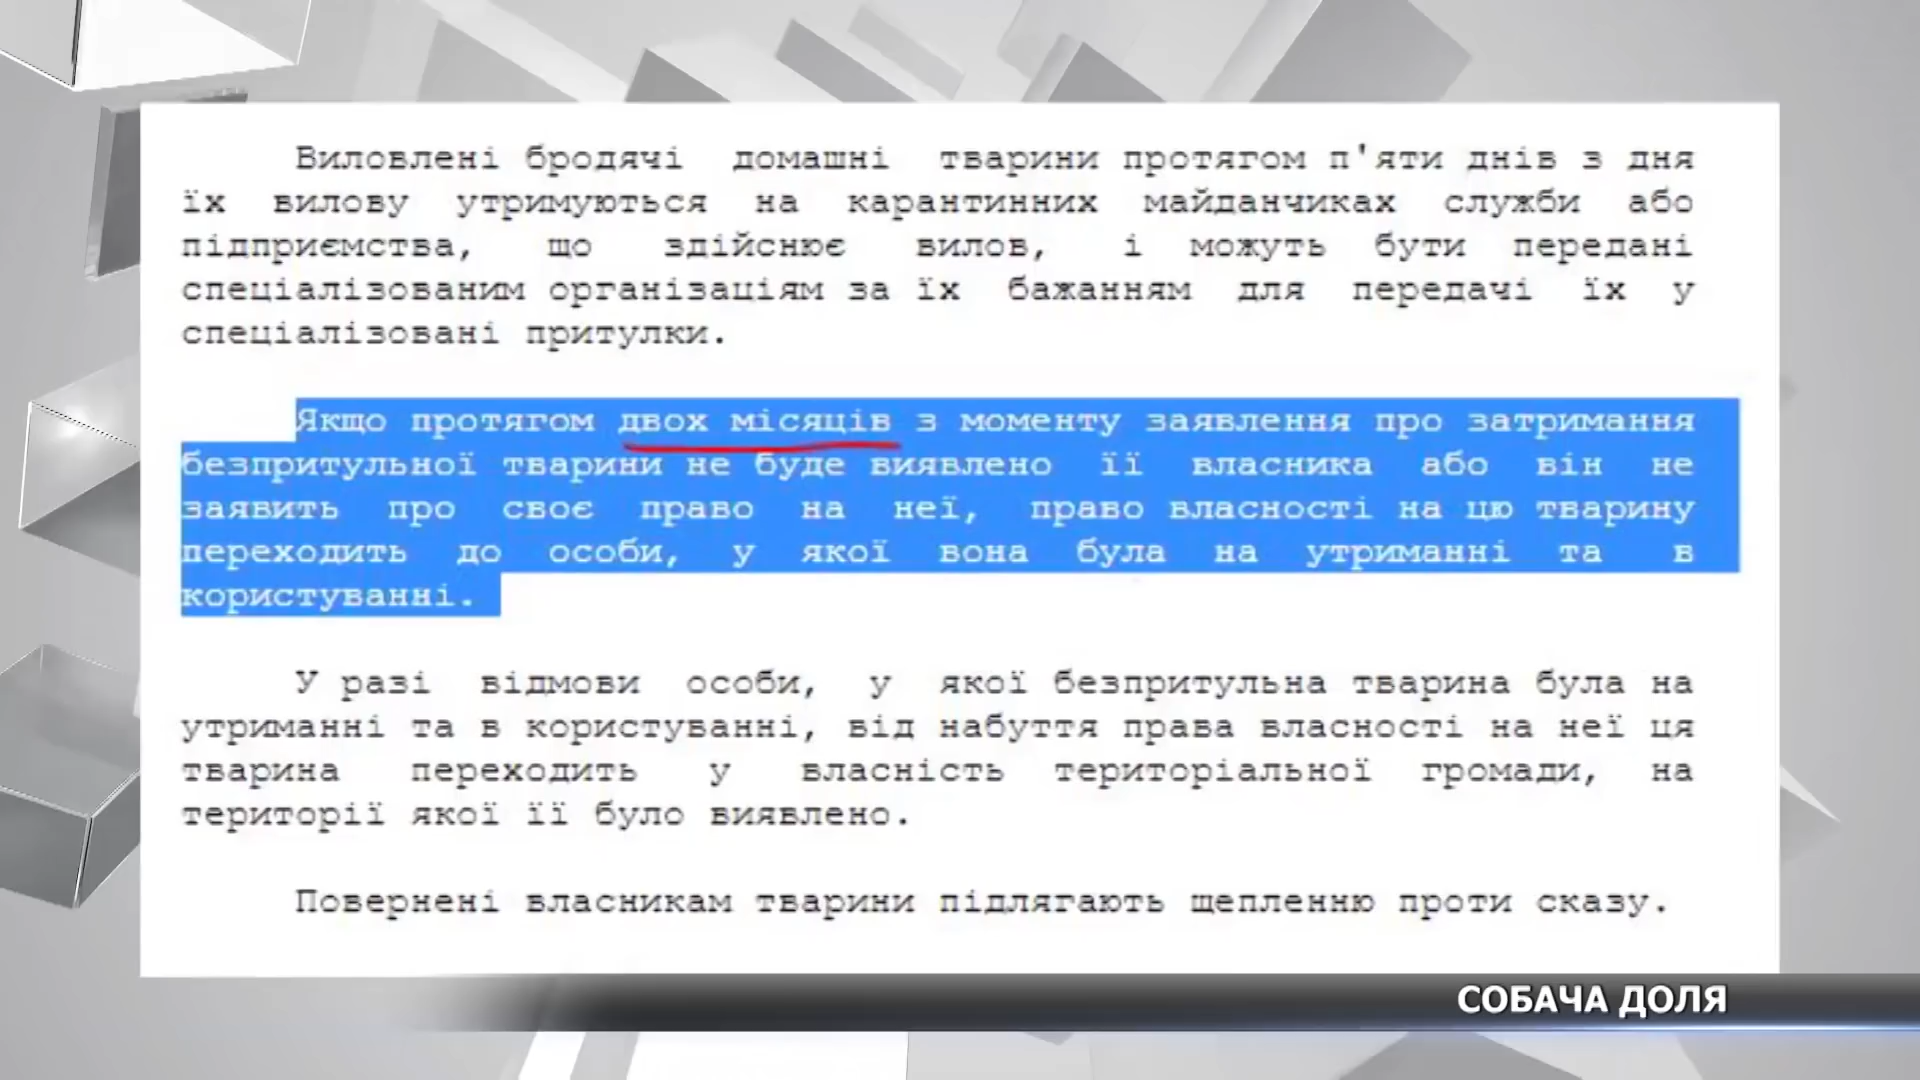 Виловлені бродячі домашні тварини протягом п'яти днів з дня
їх вилову утримуються на карантинних майданчиках служби або
підприємства, що здійснює вилов, і можуть бути передані
спеціалізованим організаціям за їх бажанням для передачі їх у
спеціалізовані притулки.
Якщо протягом двох місяців з моменту заявлення про затримання
безпритульної тварини не буде виявлено її власника або він не
заявить про своє право на неї, право власності на цю тварину
переходить до особи, у якої вона була на утриманні та в
користуванні.
У разі відмови особи, у якої безпритульна тварина була на
утриманні та в користуванні, від набуття права власності на неї ця
тварина переходить у власність територіальної громади, на
території якої її було виявлено.
Повернені власникам тварини підлягають щепленню проти сказу.
СОБАЧА ДОЛЯ